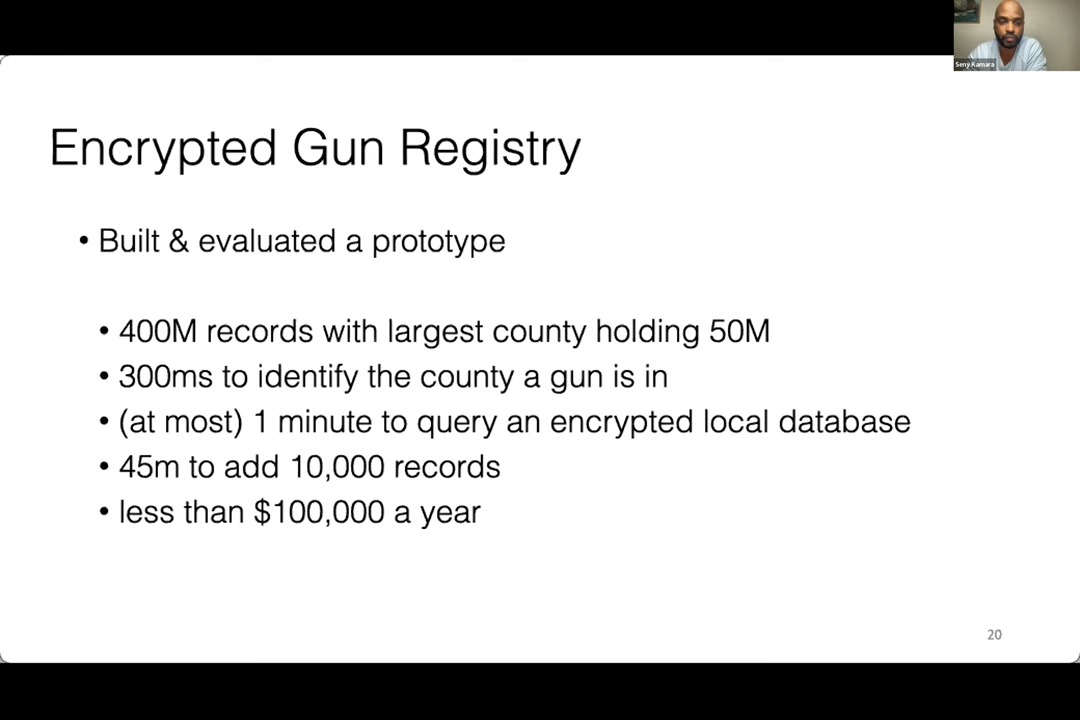 Seny Kamara
Encrypted Gun Registry
• Built & evaluated a prototype
• 400M records with largest county holding 50M
• 300ms to identify the county a gun is in
• (at most) 1 minute to query an encrypted local database
• 45m to add 10,000 records
• less than $100,000 a year
20